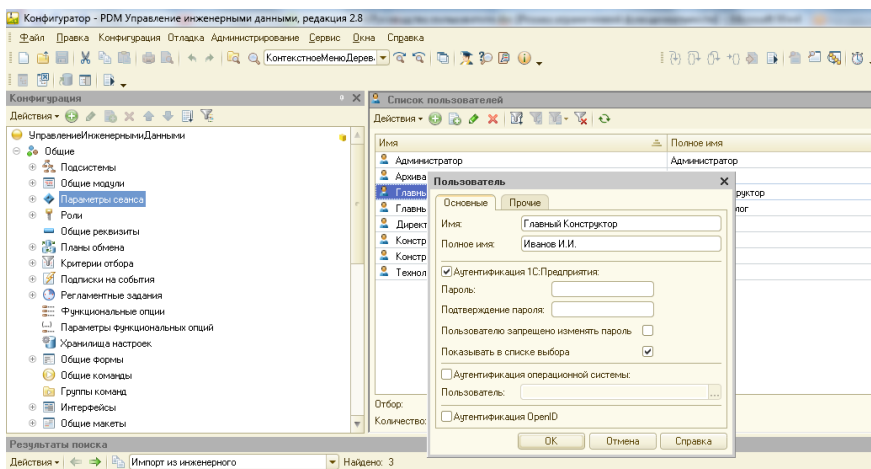 Конфигуратор - PDM Управление инженерными данными, редакция 2.8
Файл Правка Конфигурация Отладка Администрирование Сервис Окна Справка
КонтекстноеМенюДерев
Конфигурация
Действия
УправлениеИнженернымиДанными
Общие
Подсистемы
Общие модули
Параметры сеанса
Роли
Общие реквизиты
Планы обмена
Критерии отбора
Подписки на события
Регламентные задания
Функциональные опции
Параметры функциональных опций
Хранилища настроек
Общие формы
Общие команды
Группы команд
Интерфейсы
Общие макеты
Список пользователей
Действия
Имя Полное имя
Администратор Администратор
Архива
Главнь руктор
Главнь лог
Директ
Констр
Констр
Технол
Отбор:
Количество:
Пользователь
Основные Прочие
Имя: Главный Конструктор
Полное имя: Иванов И.И.
Аутентификация 1С:Предприятия:
Пароль:
Подтверждение пароля:
Пользователю запрещено изменять пароль
Показывать в списке выбора
Аутентификация операционной системы:
Пользователь:
Аутентификация OpenID
OK Отмена Справка
Результаты поиска
Действия Импорт из инженерного Найдено: 3